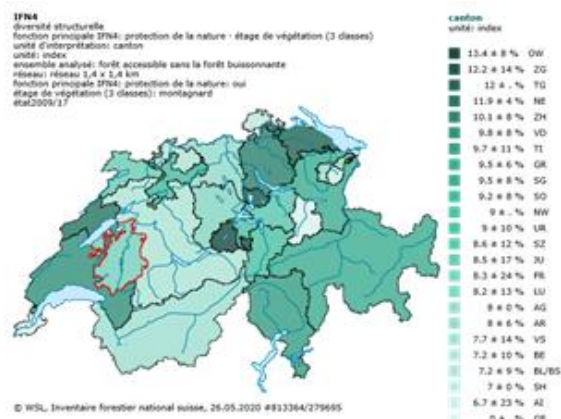 IFN4
diversité structurelle
fonction principale IFN4: protection de la nature · étage de végétation (3 classes)
unité d'interprétation: canton
unité: index
ensemble analysé: forêt accessible sans la forêt buissonnante
réseau: réseau 1,4 x 1,4 km
fonction principale IFN4: protection de la nature: oui
étage de végétation (3 classes): montagnard
état2009/17
canton
unité: index
13.4 ± 8 % OW
12.2 ± 14 % ZG
12 ± . % TG
11.9 ± 4 % NE
10.1 ± 8 % ZH
9.8 ± 8 % VD
9.7 ± 11 % TI
9.5 ± 6 % GR
9.5 ± 8 % SG
9.2 ± 8 % SO
9 ± . % NW
9 ± 10 % UR
8.6 ± 12 % SZ
8.5 ± 17 % JU
8.3 ± 24 % FR
8.2 ± 13 % LU
8 ± 0 % AG
8 ± 6 % AR
7.7 ± 14 % VS
7.2 ± 10 % BE
7.2 ± 9 % BL/BS
7 ± 0 % SH
6.7 ± 23 % AI
© WSL, Inventaire forestier national suisse, 26.05.2020 #813364/279695